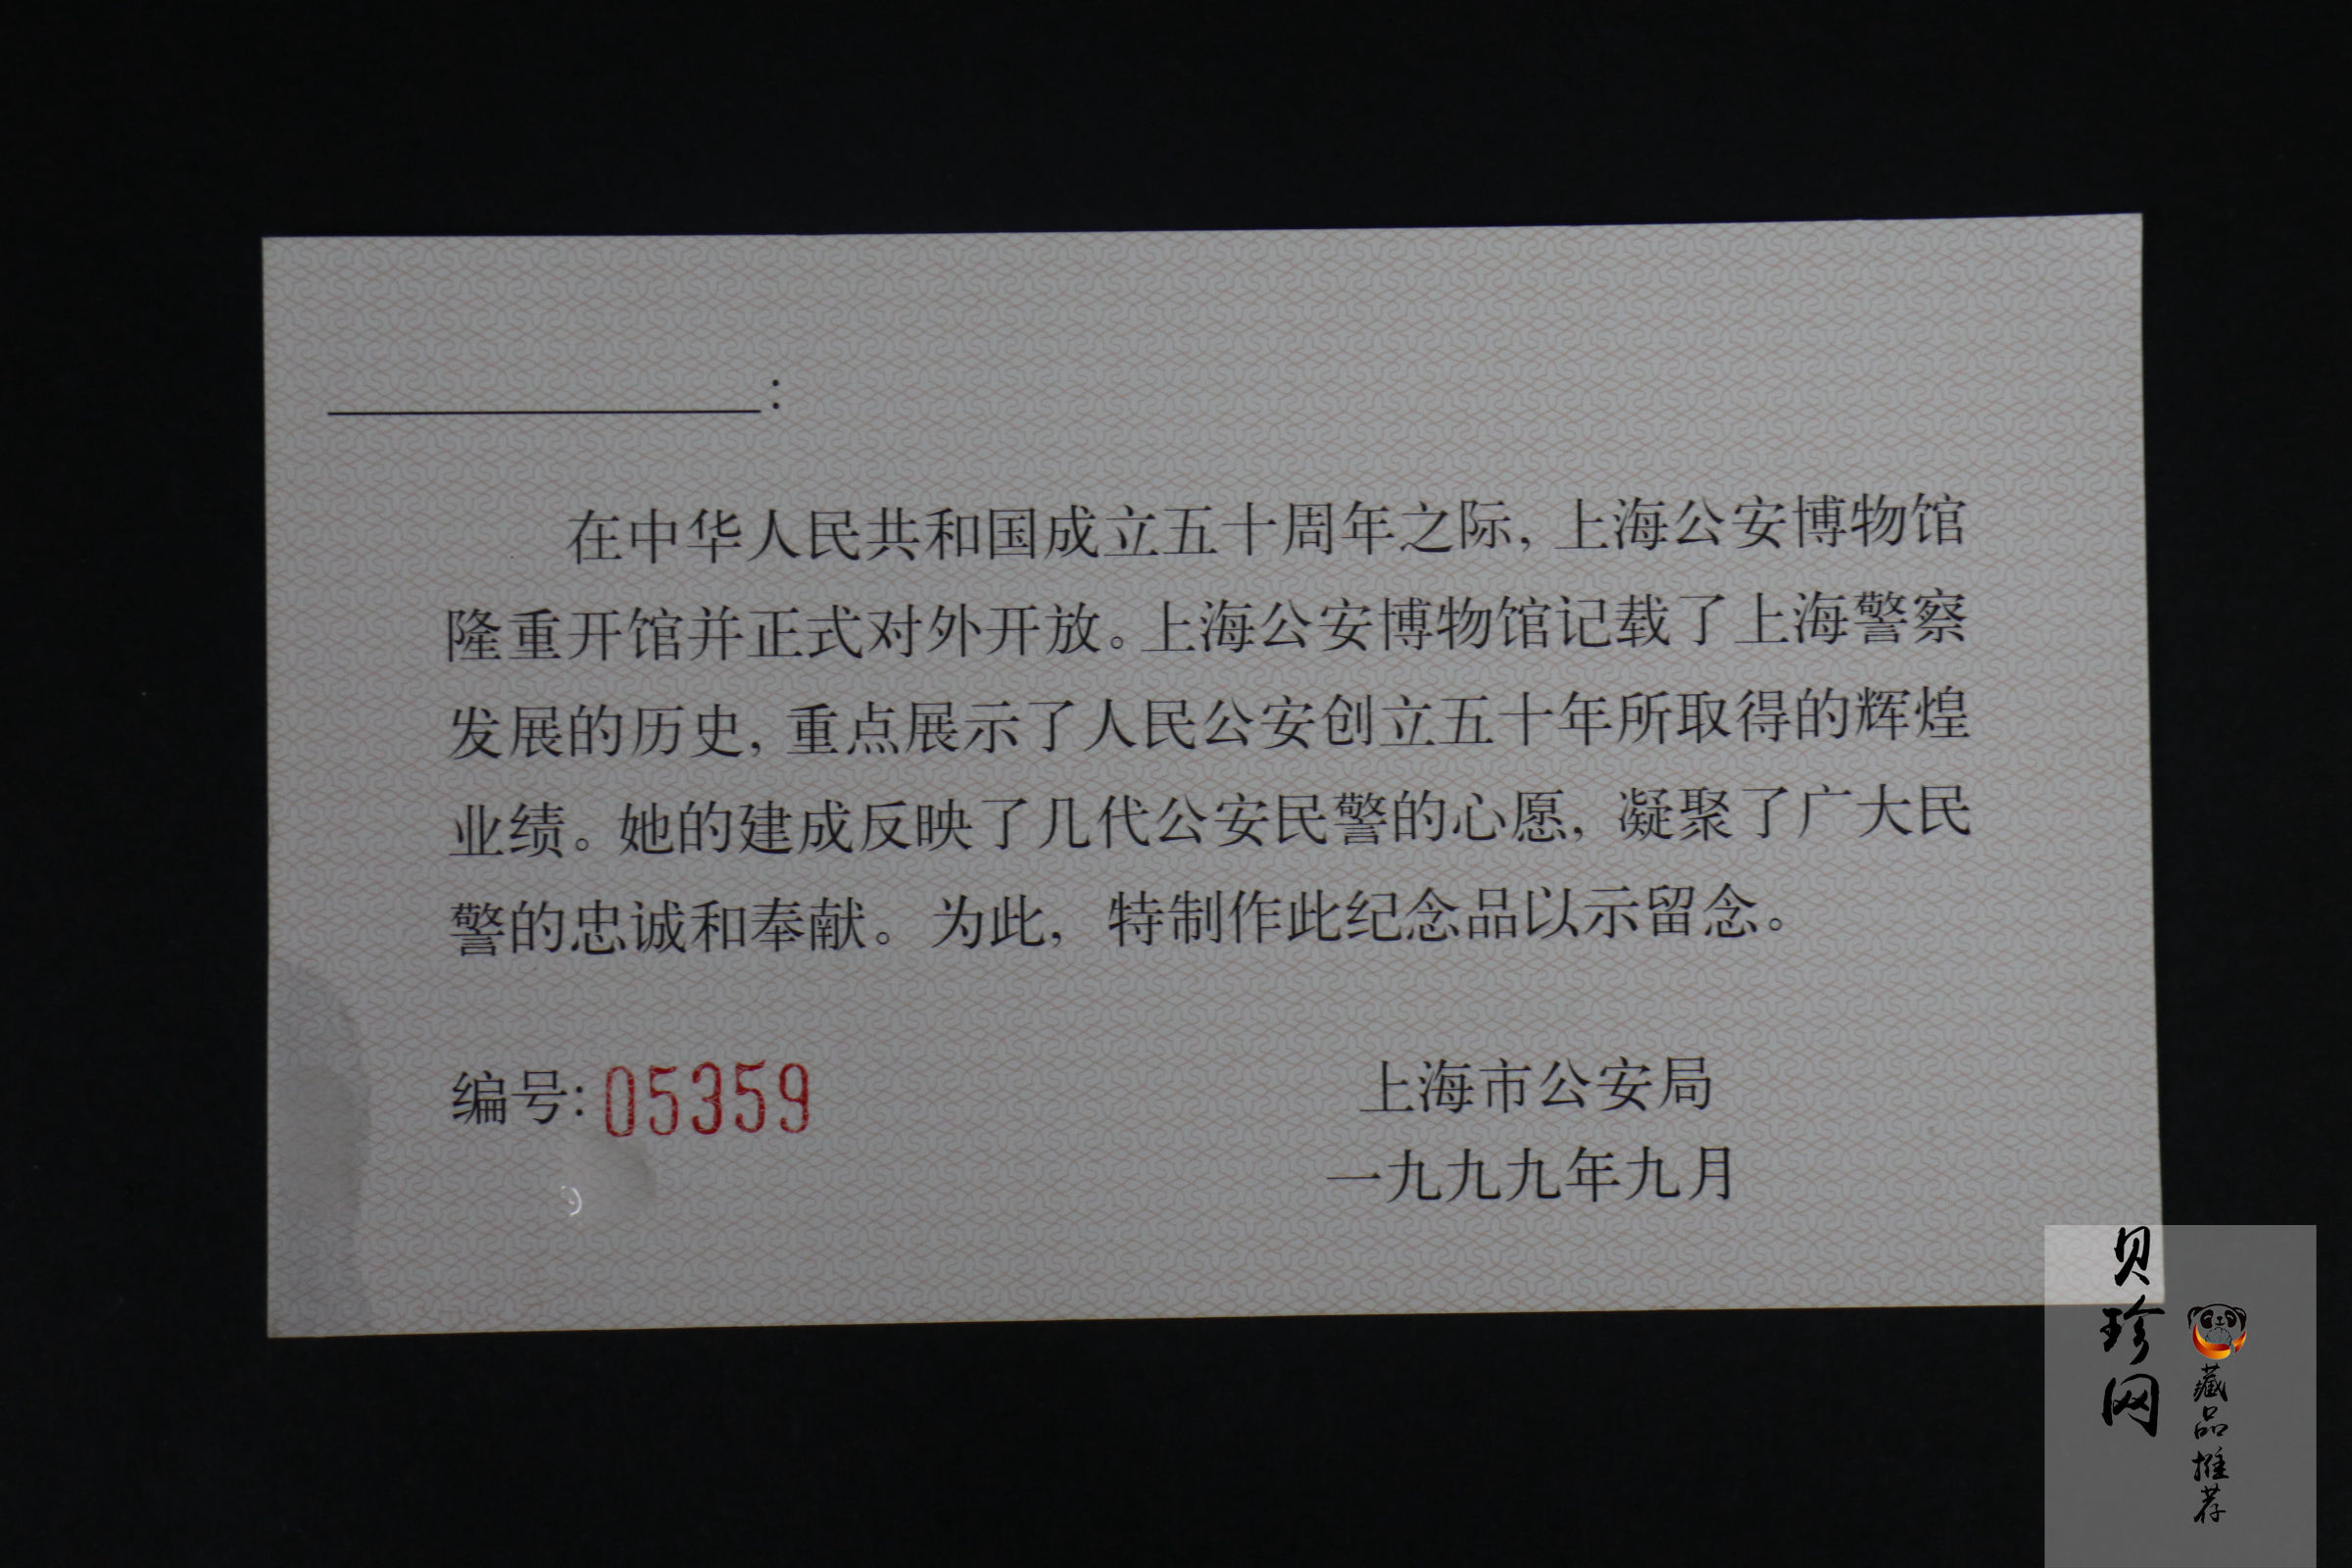 ____________:
在中华人民共和国成立五十周年之际，上海公安博物馆
隆重开馆并正式对外开放。上海公安博物馆记载了上海警察
发展的历史，重点展示了人民公安创立五十年所取得的辉煌
业绩。她的建成反映了几代公安民警的心愿，凝聚了广大民
警的忠诚和奉献。为此，特制作此纪念品以示留念。
编号：05359
上海市公安局
一九九九年九月
贝珍网
藏品推荐